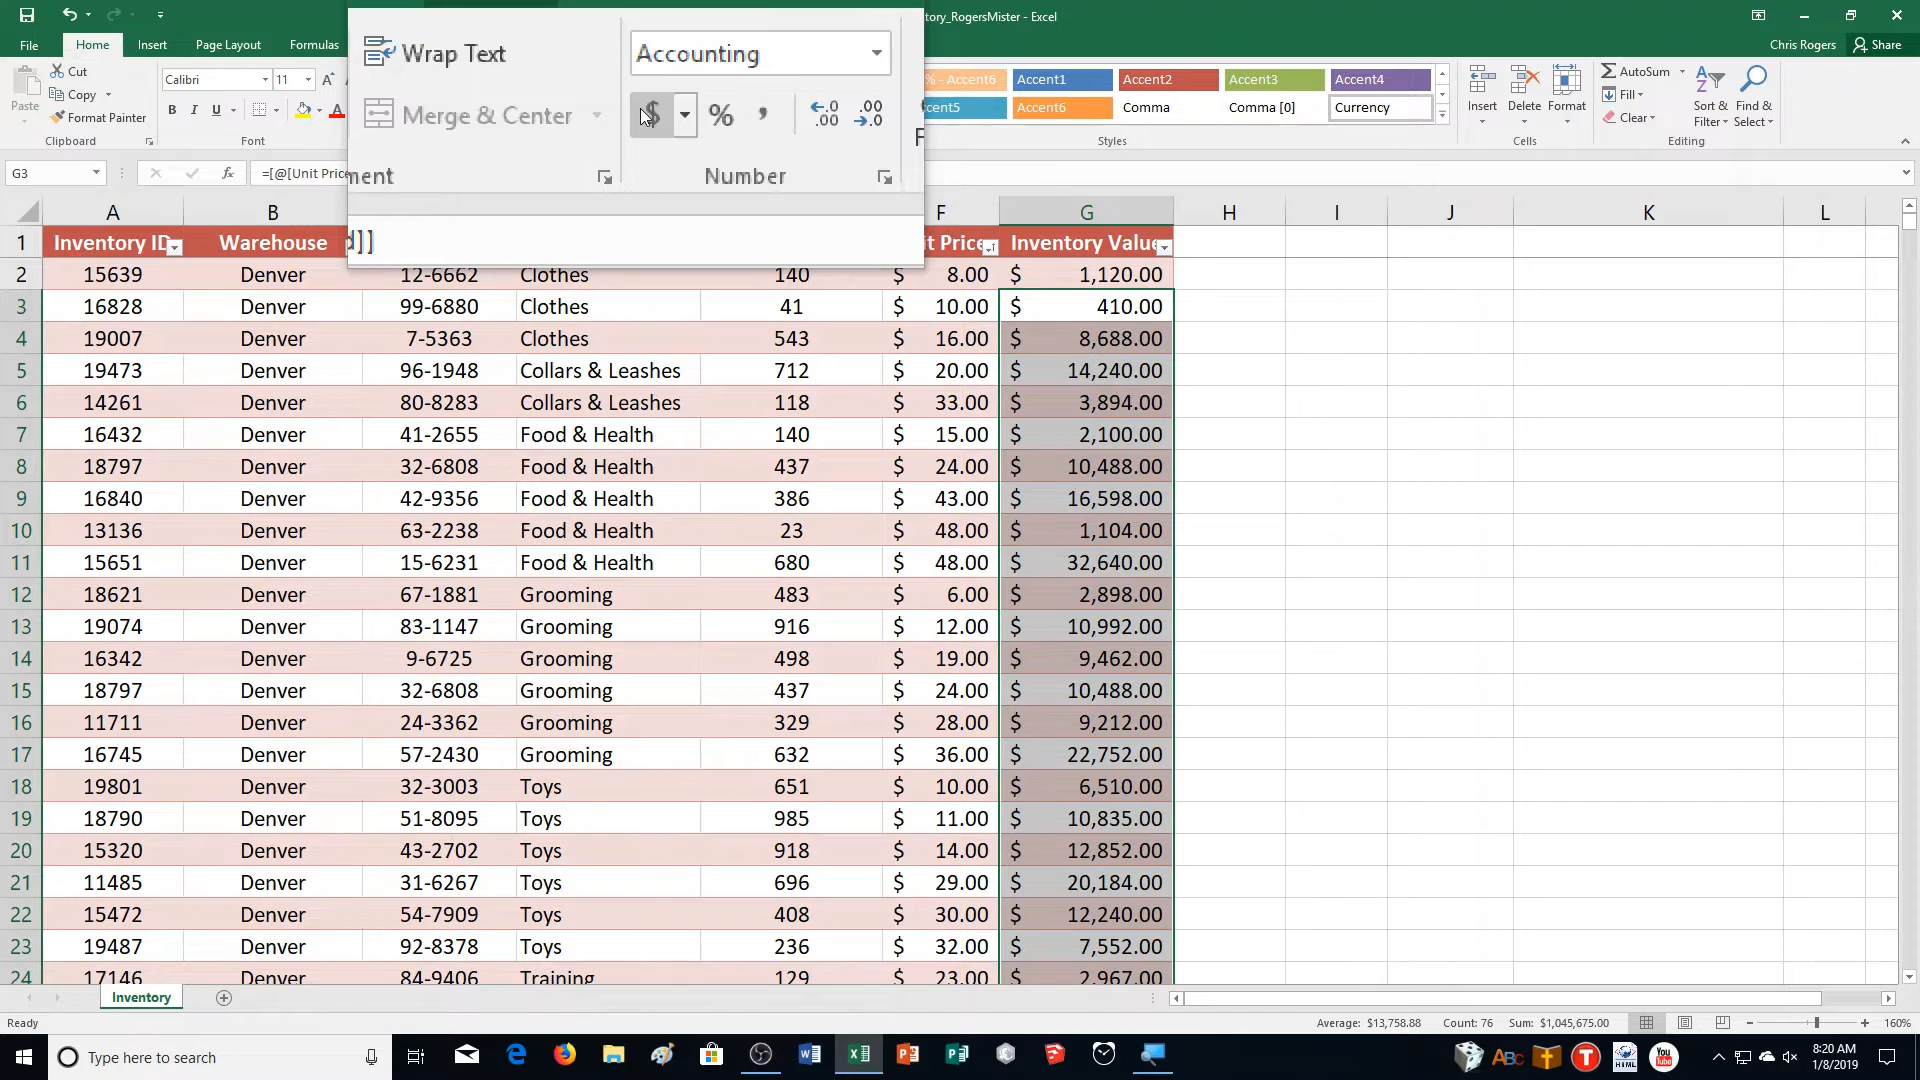 tory_RogersMister - Excel
File Home Insert Page Layout Formulas Chris Rogers Share
Wrap Text Accounting
Merge & Center $ % ,
ment Number
Paste Cut Copy Format Painter
Clipboard
Calibri 11 A
B I U A
Font
% - Accent6 Accent1 Accent2 Accent3 Accent4
ccent5 Accent6 Comma Comma [0] Currency
Styles
Insert Delete Format
Cells
AutoSum Fill Clear Sort & Filter Find & Select
Editing
G3 fx =[@[Unit Price
d]]
A B F G H I J K L
1 Inventory ID Warehouse it Price Inventory Value
2 15639 Denver 12-6662 Clothes 140 $ 8.00 $ 1,120.00
3 16828 Denver 99-6880 Clothes 41 $ 10.00 $ 410.00
4 19007 Denver 7-5363 Clothes 543 $ 16.00 $ 8,688.00
5 19473 Denver 96-1948 Collars & Leashes 712 $ 20.00 $ 14,240.00
6 14261 Denver 80-8283 Collars & Leashes 118 $ 33.00 $ 3,894.00
7 16432 Denver 41-2655 Food & Health 140 $ 15.00 $ 2,100.00
8 18797 Denver 32-6808 Food & Health 437 $ 24.00 $ 10,488.00
9 16840 Denver 42-9356 Food & Health 386 $ 43.00 $ 16,598.00
10 13136 Denver 63-2238 Food & Health 23 $ 48.00 $ 1,104.00
11 15651 Denver 15-6231 Food & Health 680 $ 48.00 $ 32,640.00
12 18621 Denver 67-1881 Grooming 483 $ 6.00 $ 2,898.00
13 19074 Denver 83-1147 Grooming 916 $ 12.00 $ 10,992.00
14 16342 Denver 9-6725 Grooming 498 $ 19.00 $ 9,462.00
15 18797 Denver 32-6808 Grooming 437 $ 24.00 $ 10,488.00
16 11711 Denver 24-3362 Grooming 329 $ 28.00 $ 9,212.00
17 16745 Denver 57-2430 Grooming 632 $ 36.00 $ 22,752.00
18 19801 Denver 32-3003 Toys 651 $ 10.00 $ 6,510.00
19 18790 Denver 51-8095 Toys 985 $ 11.00 $ 10,835.00
20 15320 Denver 43-2702 Toys 918 $ 14.00 $ 12,852.00
21 11485 Denver 31-6267 Toys 696 $ 29.00 $ 20,184.00
22 15472 Denver 54-7909 Toys 408 $ 30.00 $ 12,240.00
23 19487 Denver 92-8378 Toys 236 $ 32.00 $ 7,552.00
24 17146 Denver 84-9406 Training 129 $ 23.00 $ 2,967.00
Inventory
Ready Average: $13,758.88 Count: 76 Sum: $1,045,675.00 160%
Type here to search
8:20 AM
1/8/2019